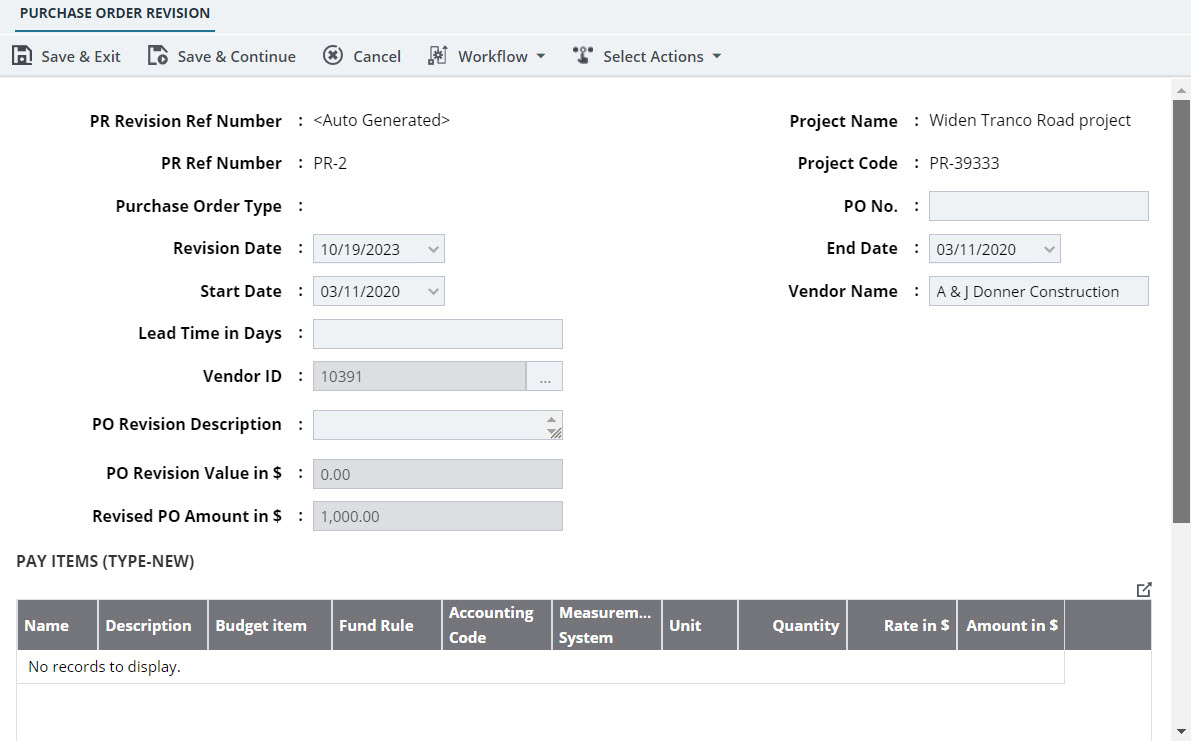 PURCHASE ORDER REVISION
Save & Exit Save & Continue Cancel Workflow Select Actions
PR Revision Ref Number : <Auto Generated> Project Name : Widen Tranco Road project
PR Ref Number : PR-2 Project Code : PR-39333
Purchase Order Type : PO No. :
Revision Date : 10/19/2023 End Date : 03/11/2020
Start Date : 03/11/2020 Vendor Name : A & J Donner Construction
Lead Time in Days :
Vendor ID : 10391 ...
PO Revision Description :
PO Revision Value in $ : 0.00
Revised PO Amount in $ : 1,000.00
PAY ITEMS (TYPE-NEW)
Name Description Budget item Fund Rule Accounting Code Measurem... System Unit Quantity Rate in $ Amount in $
No records to display.